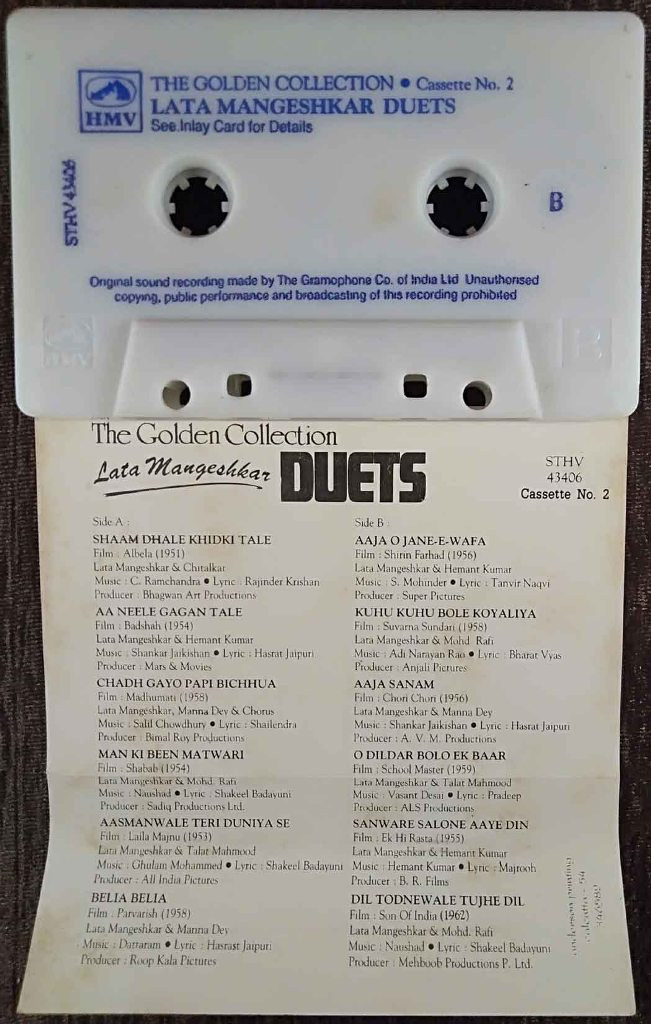 HMV
THE GOLDEN COLLECTION • Cassette No. 2
LATA MANGESHKAR DUETS
See Inlay Card for Details
STHV 43406
B
Original sound recording made by The Gramophone Co. of India Ltd Unauthorised
copying, public performance and broadcasting of this recording prohibited
B
The Golden Collection
Lata Mangeshkar DUETS
STHV
43406
Cassette No. 2
Side A :
SHAAM DHALE KHIDKI TALE
Film : Albela (1951)
Lata Mangeshkar & Chitalkar
Music : C. Ramchandra ● Lyric : Rajinder Krishan
Producer : Bhagwan Art Productions
AA NEELE GAGAN TALE
Film : Badshah (1954)
Lata Mangeshkar & Hemant Kumar
Music : Shankar Jaikishan ● Lyric : Hasrat Jaipuri
Producer : Mars & Movies
CHADH GAYO PAPI BICHHUA
Film : Madhumati (1958)
Lata Mangeshkar, Manna Dey & Chorus
Music : Salil Chowdhury ● Lyric : Shailendra
Producer : Bimal Roy Productions
MAN KI BEEN MATWARI
Film : Shabab (1954)
Lata Mangeshkar & Mohd. Rafi
Music : Naushad ● Lyric : Shakeel Badayuni
Producer : Sadiq Productions Ltd.
AASMANWALE TERI DUNIYA SE
Film : Laila Majnu (1953)
Lata Mangeshkar & Talat Mahmood
Music : Ghulam Mohammed ● Lyric : Shakeel Badayuni
Producer : All India Pictures
BELIA BELIA
Film : Parvarish (1958)
Lata Mangeshkar & Manna Dey
Music : Dattaram ● Lyric : Hasrast Jaipuri
Producer : Roop Kala Pictures
Side B :
AAJA O JANE-E-WAFA
Film : Shirin Farhad (1956)
Lata Mangeshkar & Hemant Kumar
Music : S. Mohinder ● Lyric : Tanvir Naqvi
Producer : Super Pictures
KUHU KUHU BOLE KOYALIYA
Film : Suvarna Sundari (1958)
Lata Mangeshkar & Mohd. Rafi
Music : Adi Narayan Rao ● Lyric : Bharat Vyas
Producer : Anjali Pictures
AAJA SANAM
Film : Chori Chori (1956)
Lata Mangeshkar & Manna Dey
Music : Shankar Jaikishan ● Lyric : Hasrat Jaipuri
Producer : A. V. M. Productions
O DILDAR BOLO EK BAAR
Film : School Master (1959)
Lata Mangeshkar & Talat Mahmood
Music : Vasant Desai ● Lyric : Pradeep
Producer : ALS Productions
SANWARE SALONE AAYE DIN
Film : Ek Hi Rasta (1955)
Lata Mangeshkar & Hemant Kumar
Music : Hemant Kumar ● Lyric : Majrooh
Producer : B. R. Films
DIL TODNEWALE TUJHE DIL
Film : Son Of India (1962)
Lata Mangeshkar & Mohd. Rafi
Music : Naushad ● Lyric : Shakeel Badayuni
Producer : Mehboob Productions P. Ltd.
printing
calcutta - 54